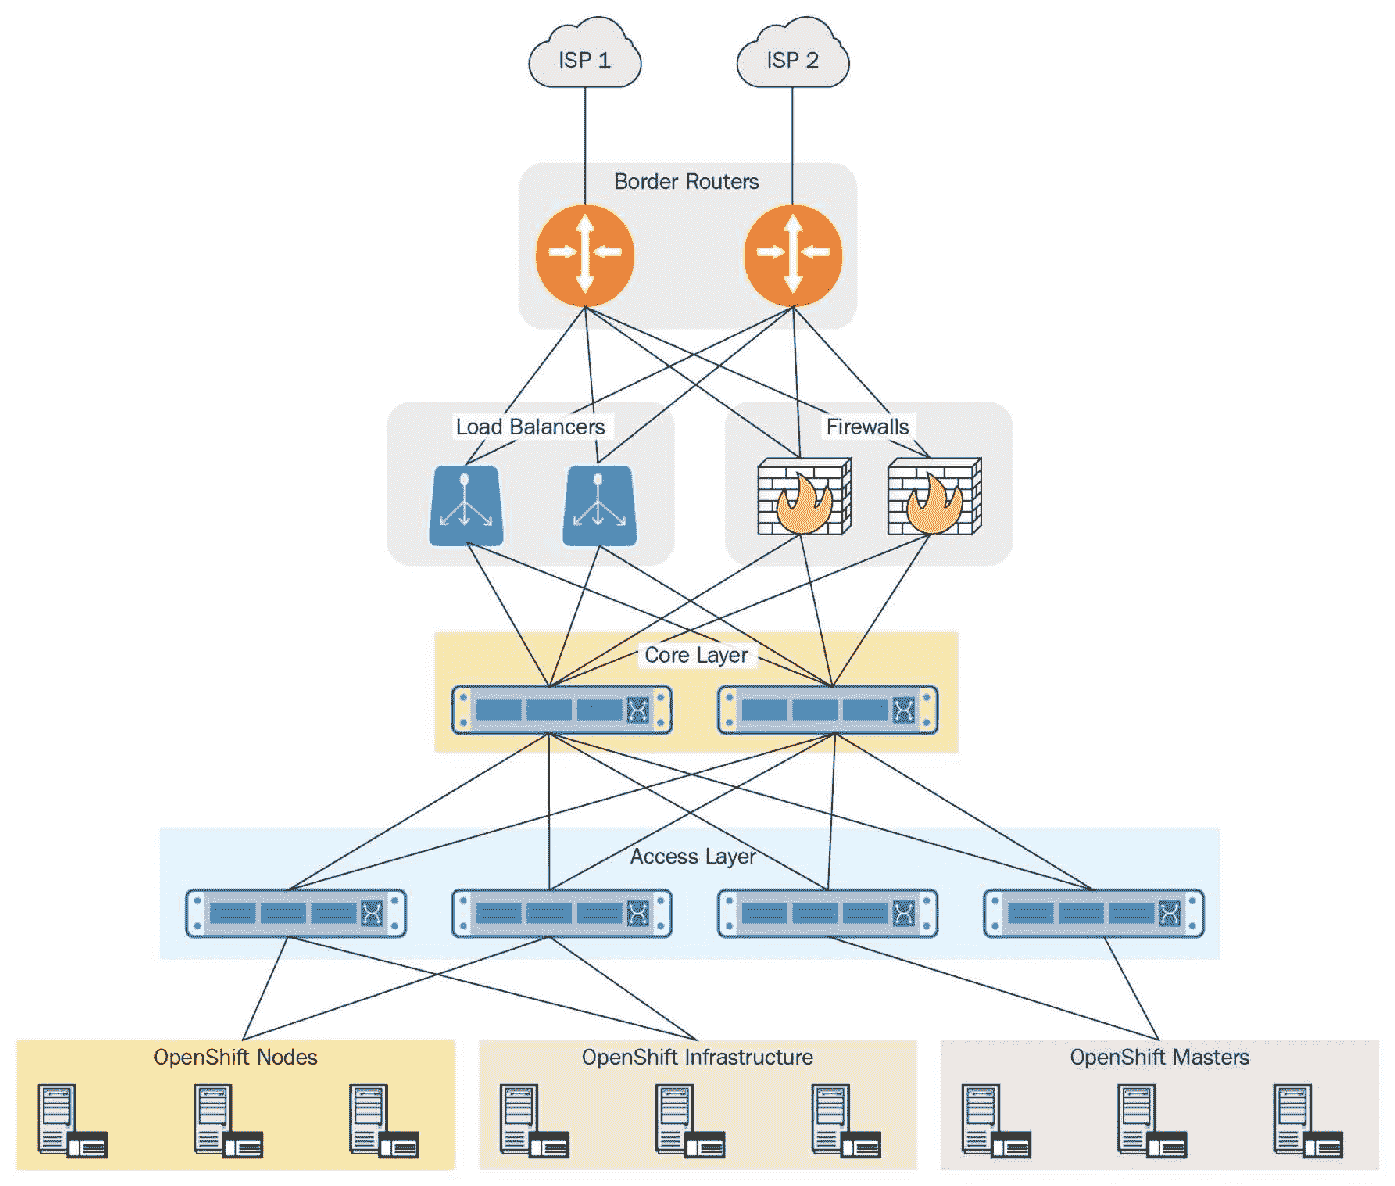 ISP 1
ISP 2
Border Routers
Load Balancers
Firewalls
Core Layer
Access Layer
OpenShift Nodes
OpenShift Infrastructure
OpenShift Masters